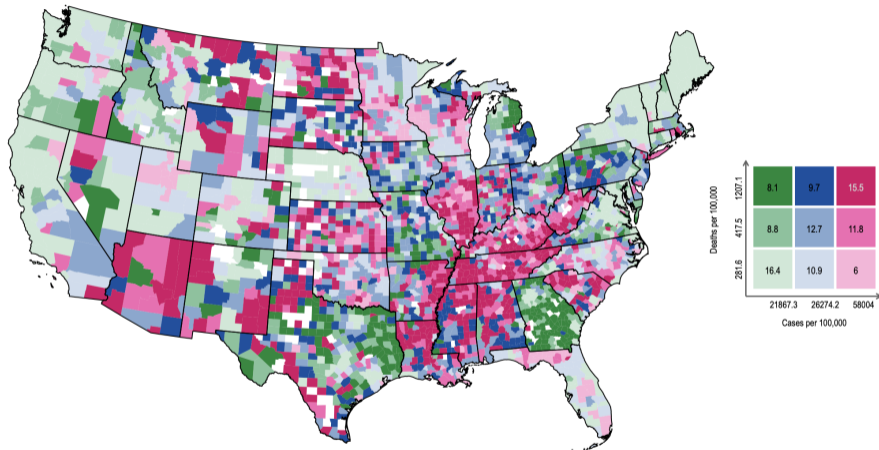 Deaths per 100,000
1207.1
417.5
281.6
8.1 9.7 15.5
8.8 12.7 11.8
16.4 10.9 6
21867.3 26274.2 58004
Cases per 100,000